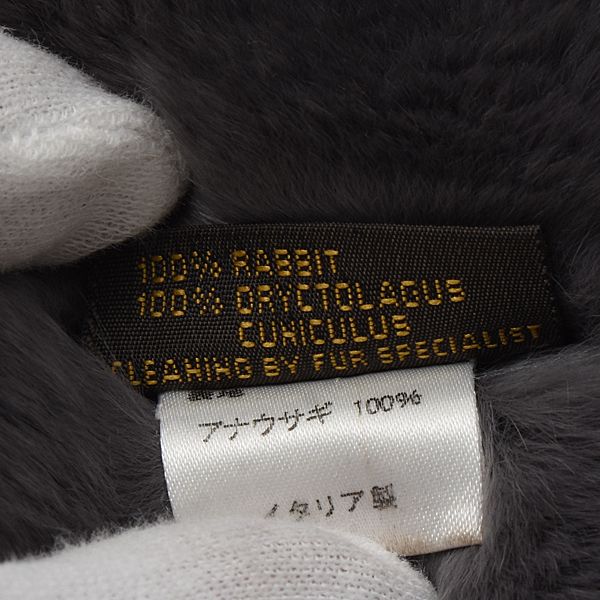 100% RABBIT
100% ORYCTOLAGUS
CUNICULUS
CLEANING BY FUR SPECIALIST
アナウサギ 100%
イタリア製